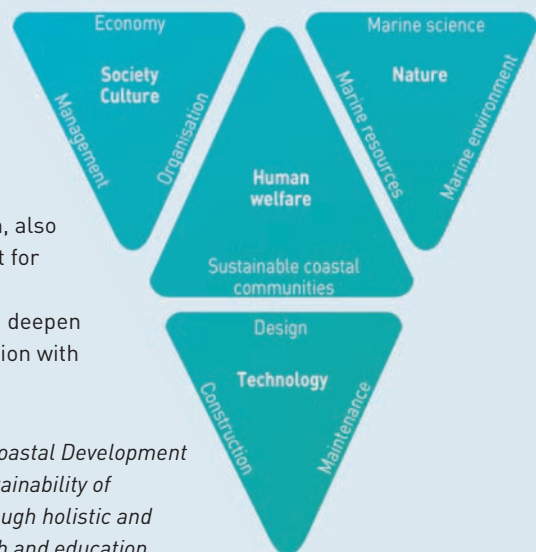 Economy
Society
Culture
Management
Organisation
Marine science
Nature
Marine resources
Marine environment
Human
welfare
Sustainable coastal
communities
Design
Technology
Construction
Maintenance
, also
t for
deepen
ion with
oastal Development
ainability of
ugh holistic and
h and education